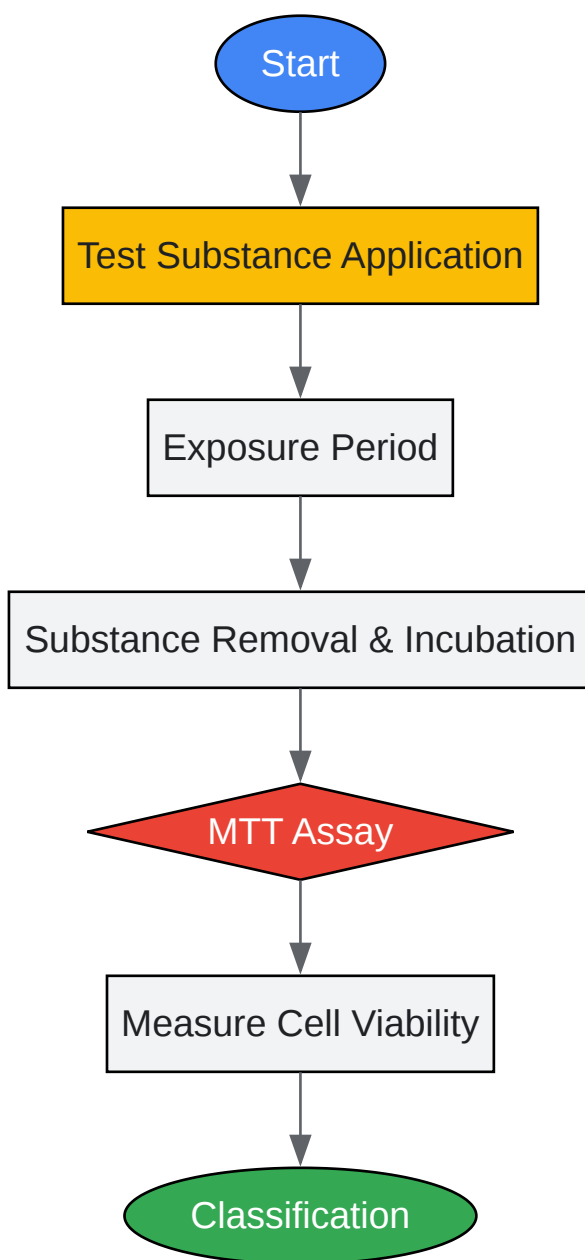 Start
Test Substance Application
Exposure Period
Substance Removal & Incubation
MTT Assay
Measure Cell Viability
Classification